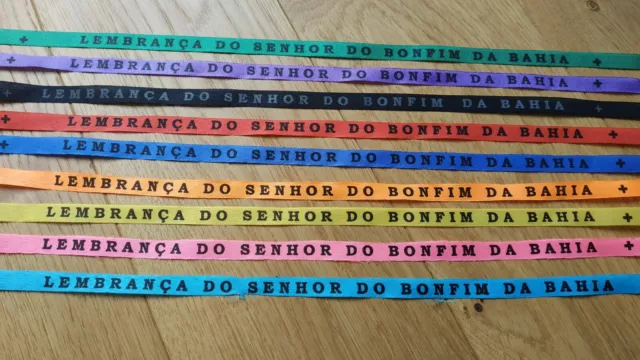 + LEMBRANÇA DO SENHOR DO BONFIM DA BAHIA +
+ LEMBRANÇA DO SENHOR DO BONFIM DA BAHIA +
LEMBRANÇA DO SENHOR DO BONFIM DA BAHIA +
+ LEMBRANÇA DO SENHOR DO BONFIM DA BAHIA +
+ LEMBRANÇA DO SENHOR DO BONFIM DA BAHIA
LEMBRANÇA DO SENHOR DO BONFIM DA BAHIA +
LEMBRANÇA DO SENHOR DO BONFIM DA BAHIA +
LEMBRANÇA DO SENHOR DO BONFIM DA BAHIA +
LEMBRANÇA DO SENHOR DO BONFIM DA BAHIA